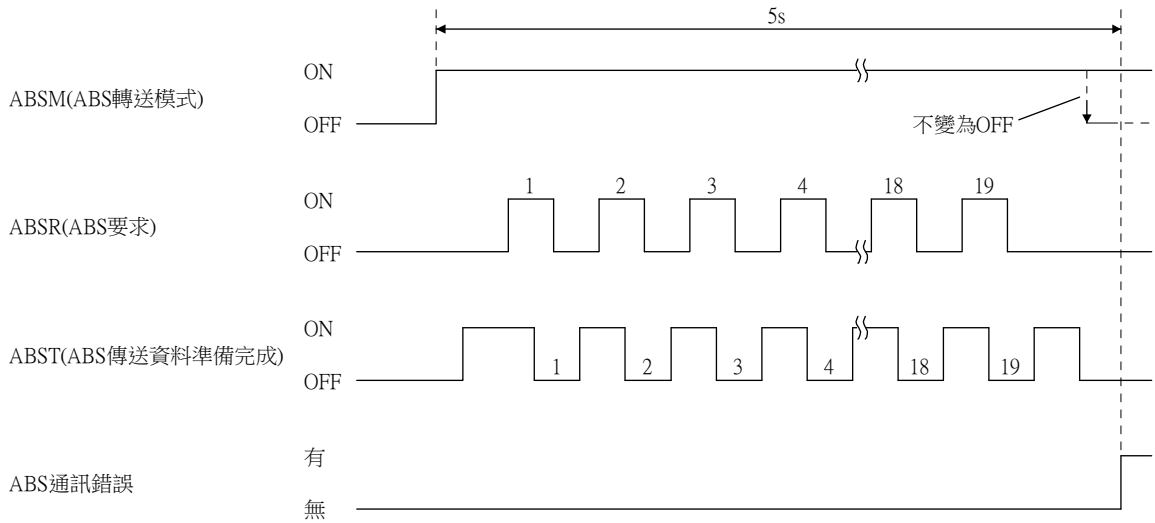 5s
ON
ABSM(ABS轉送模式)
OFF
不變為OFF
1 2 3 4 18 19
ON
ABSR(ABS要求)
OFF
ON
ABST(ABS傳送資料準備完成)
OFF
1 2 3 4 18 19
有
ABS通訊錯誤
無